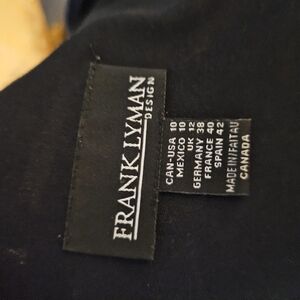 FRANK LYMAN
DESIGN
CAN-USA 10
MEXICO 10
UK 12
GERMANY 38
FRANCE 40
SPAIN 42
MADE IN/FAIT AU
CANADA